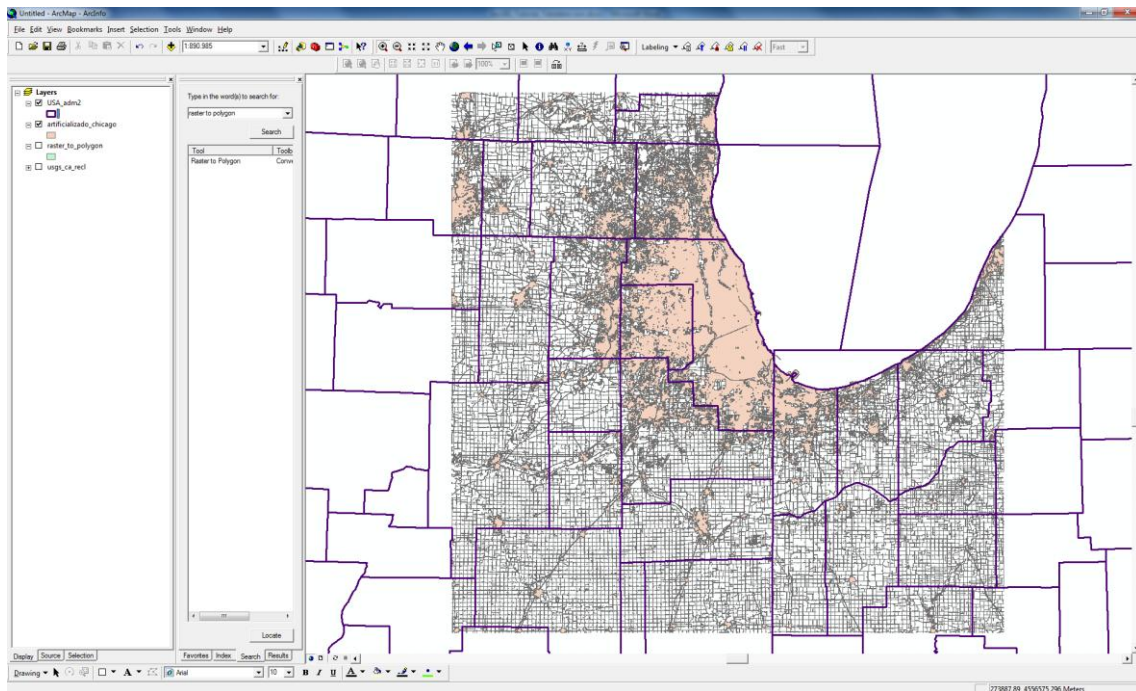 Untitled - ArcMap - ArcInfo
File Edit View Bookmarks Insert Selection Tools Window Help
1:890.985
Labeling
Fast
100%
Layers
USA_adm2
artificializado_chicago
raster_to_polygon
usgs_ca_recl
Type in the word(s) to search for:
raster to polygon
Search
Tool Toolb
Raster to Polygon Conve
Locate
Display Source Selection
Favorites Index Search Results
Drawing A Arial 10 B I U A
273887,89 4556575,296 Meters